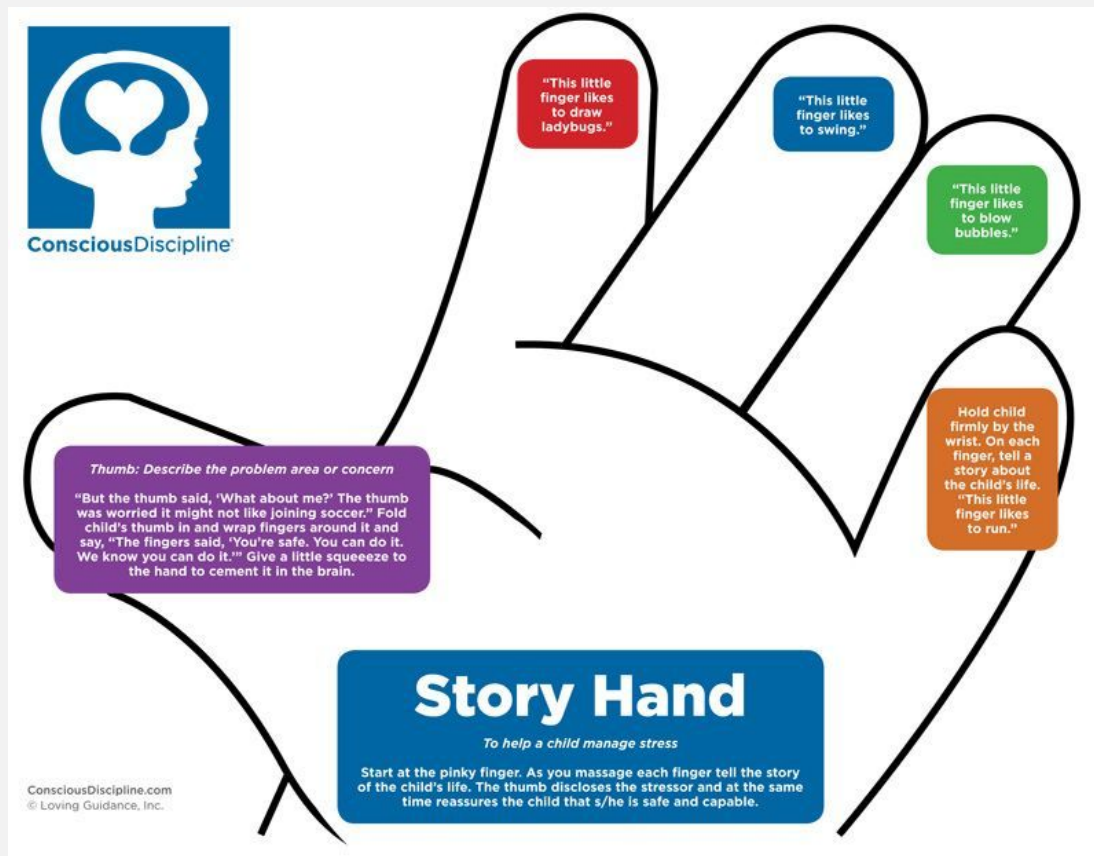 ConsciousDiscipline®
"This little
finger likes
to draw
ladybugs."
"This little
finger likes
to swing."
"This little
finger likes
to blow
bubbles."
Hold child
firmly by the
wrist. On each
finger, tell a
story about
the child's life.
"This little
finger likes
to run."
Thumb: Describe the problem area or concern
"But the thumb said, 'What about me?' The thumb
was worried it might not like joining soccer." Fold
child's thumb in and wrap fingers around it and
say, "The fingers said, 'You're safe. You can do it.
We know you can do it.'" Give a little squeeeze to
the hand to cement it in the brain.
Story Hand
To help a child manage stress
Start at the pinky finger. As you massage each finger tell the story
of the child's life. The thumb discloses the stressor and at the same
time reassures the child that s/he is safe and capable.
ConsciousDiscipline.com
© Loving Guidance, Inc.